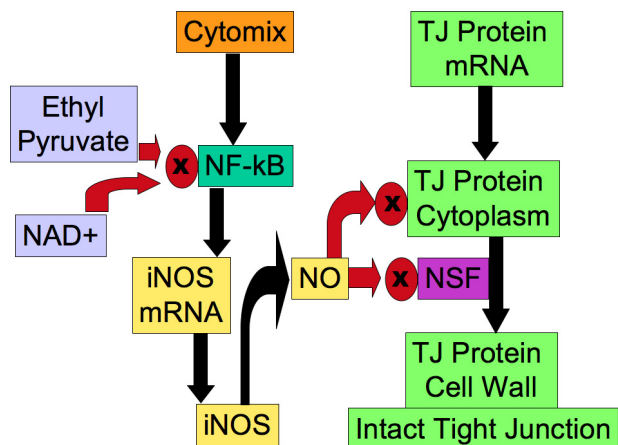 Cytomix
TJ Protein
mRNA
Ethyl
Pyruvate
x
NF-kB
x
TJ Protein
Cytoplasm
NAD+
iNOS
mRNA
NO
x
NSF
TJ Protein
Cell Wall
iNOS
Intact Tight Junction